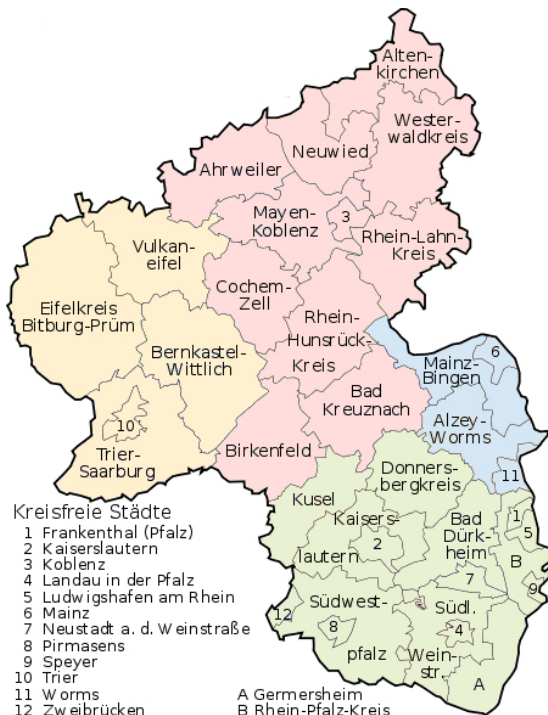 Alten-
kirchen
Wester-
waldkreis
Neuwied
Ahrweiler
Mayen-
Koblenz
3
Rhein-Lahn-
Kreis
Vulkan-
eifel
Cochem-
Zell
Eifelkreis
Bitburg-Prüm
Rhein-
Hunsrück-
Kreis
Bernkastel-
Wittlich
Mainz-
Bingen
6
Bad
Kreuznach
Alzey-
Worms
10
Trier-
Saarburg
Birkenfeld
11
Donners-
bergkreis
Kusel
Kaisers-
lautern
2
Bad
Dürk-
heim
1
5
B
7
9
12
Südwest-
pfalz
8
Südl.
4
Wein-
str.
A
Kreisfreie Städte
1 Frankenthal (Pfalz)
2 Kaiserslautern
3 Koblenz
4 Landau in der Pfalz
5 Ludwigshafen am Rhein
6 Mainz
7 Neustadt a. d. Weinstraße
8 Pirmasens
9 Speyer
10 Trier
11 Worms
12 Zweibrücken
A Germersheim
B Rhein-Pfalz-Kreis